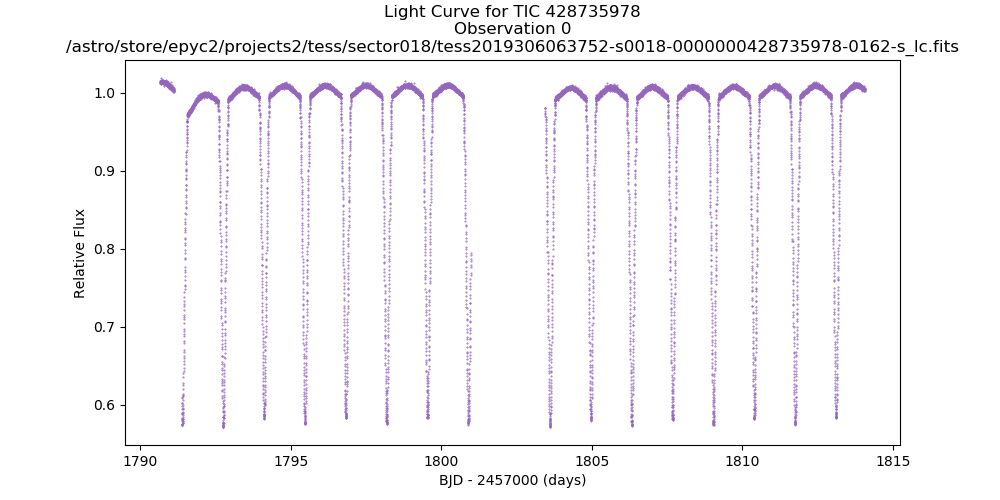 Light Curve for TIC 428735978
Observation 0
/astro/store/epyc2/projects2/tess/sector018/tess2019306063752-s0018-0000000428735978-0162-s_lc.fits
Relative Flux
1.0
0.9
0.8
0.7
0.6
1790
1795
1800
1805
1810
1815
BJD - 2457000 (days)